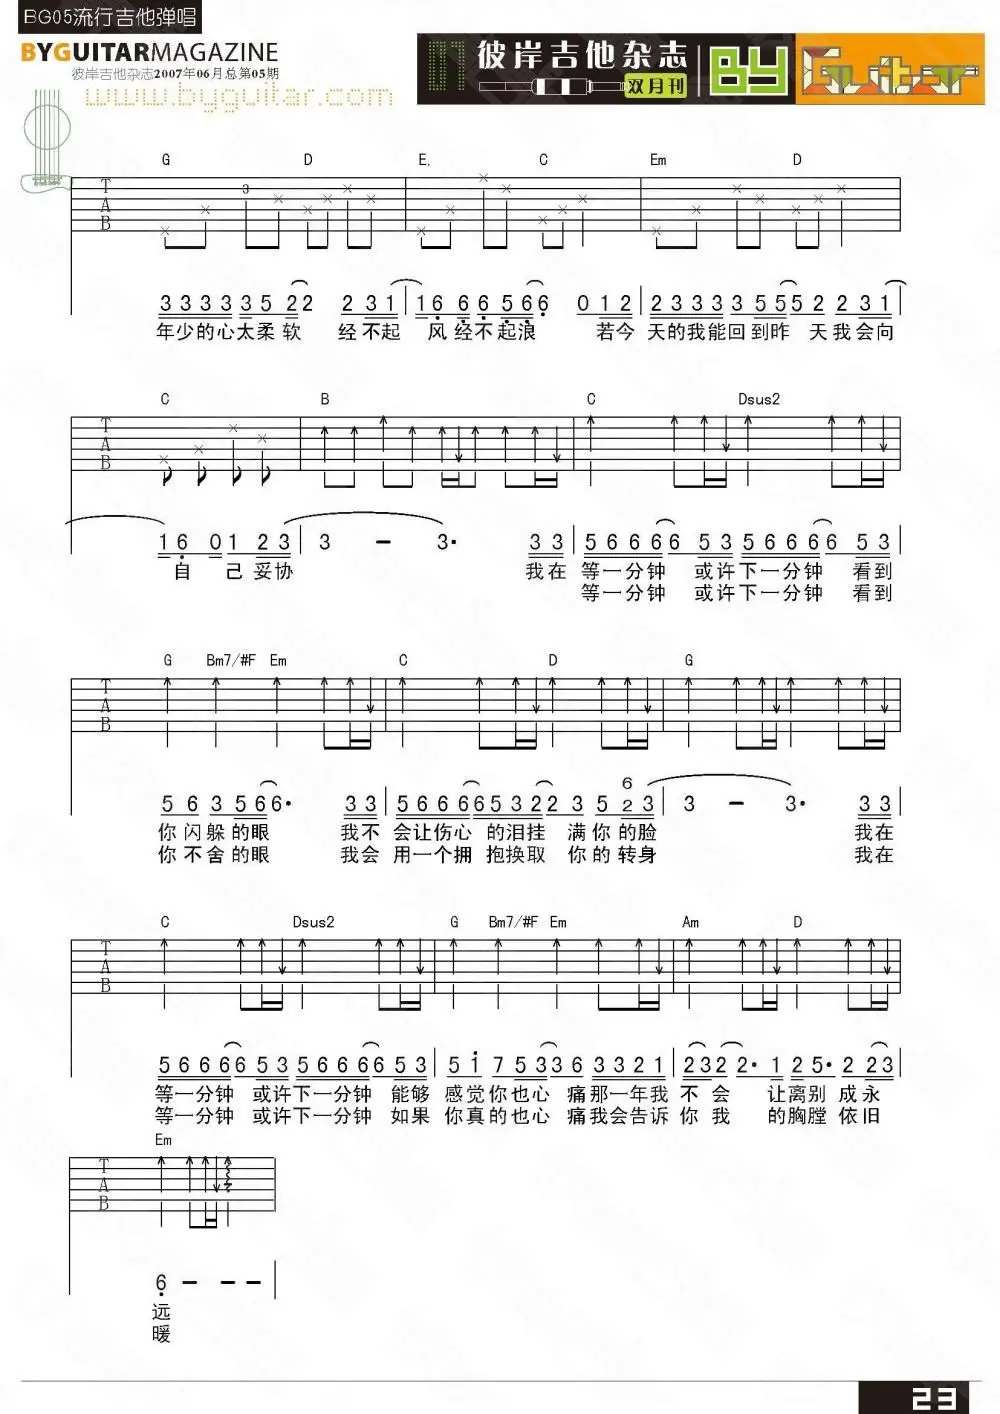 BG05流行吉他弹唱
BYGUITARMAGAZINE
彼岸吉他杂志2007年06月总第05期
www.byguitar.com
07 彼岸吉他杂志 双月刊 BY Guitar
G D E. C Em D
T A B
3
3 3 3 3 3 5 2 2 2 3 1 1 6 6 6 5 6 6 0 1 2 2 3 3 3 3 5 5 5 2 2 3 1
年少的心太柔软 经不起 风经不起浪 若今 天的我能回到昨 天我会向
C B C Dsus2
T A B
1 6 0 1 2 3 3 - 3· 3 3 5 6 6 6 6 5 3 5 6 6 6 6 5 3
自 己妥协 我在 等一分钟 或许下一分钟 看到
等一分钟 或许下一分钟 看到
G Bm7/#F Em C D G
T A B
6
5 6 3 5 6 6· 3 3 5 6 6 6 6 5 3 2 2 2 3 5 2 3 3 - 3· 3 3
你闪躲的眼 我不 会让伤心 的泪挂 满你的脸 我在
你不舍的眼 我会 用一个拥 抱换取 你的转身 我在
C Dsus2 G Bm7/#F Em Am D
T A B
5 6 6 6 6 5 3 5 6 6 6 6 5 3 5 1 7 5 3 3 6 3 3 2 1 2 3 2 2· 1 2 5· 2 2 3
等一分钟 或许下一分钟 能够 感觉你也心 痛那一年我 不会 让离别 成永
等一分钟 或许下一分钟 如果 你真的也心 痛我会告诉 你我 的胸膛 依旧
Em
T A B
6 - - -
远
暖
23